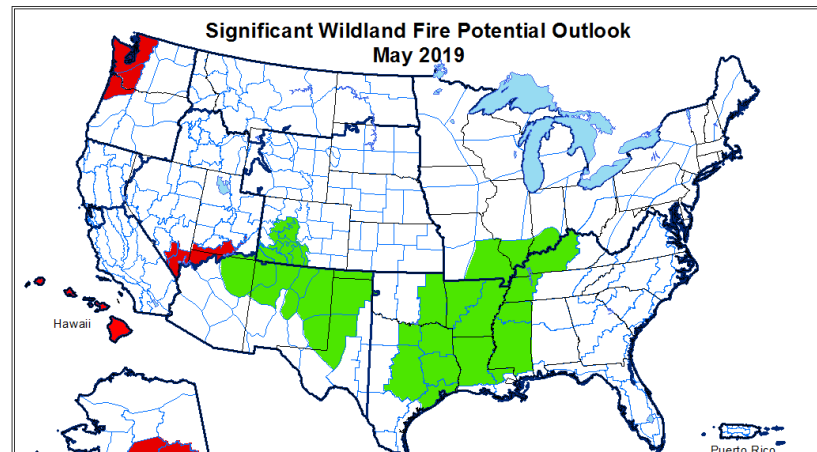 Significant Wildland Fire Potential Outlook
May 2019
Hawaii
Puerto Rico